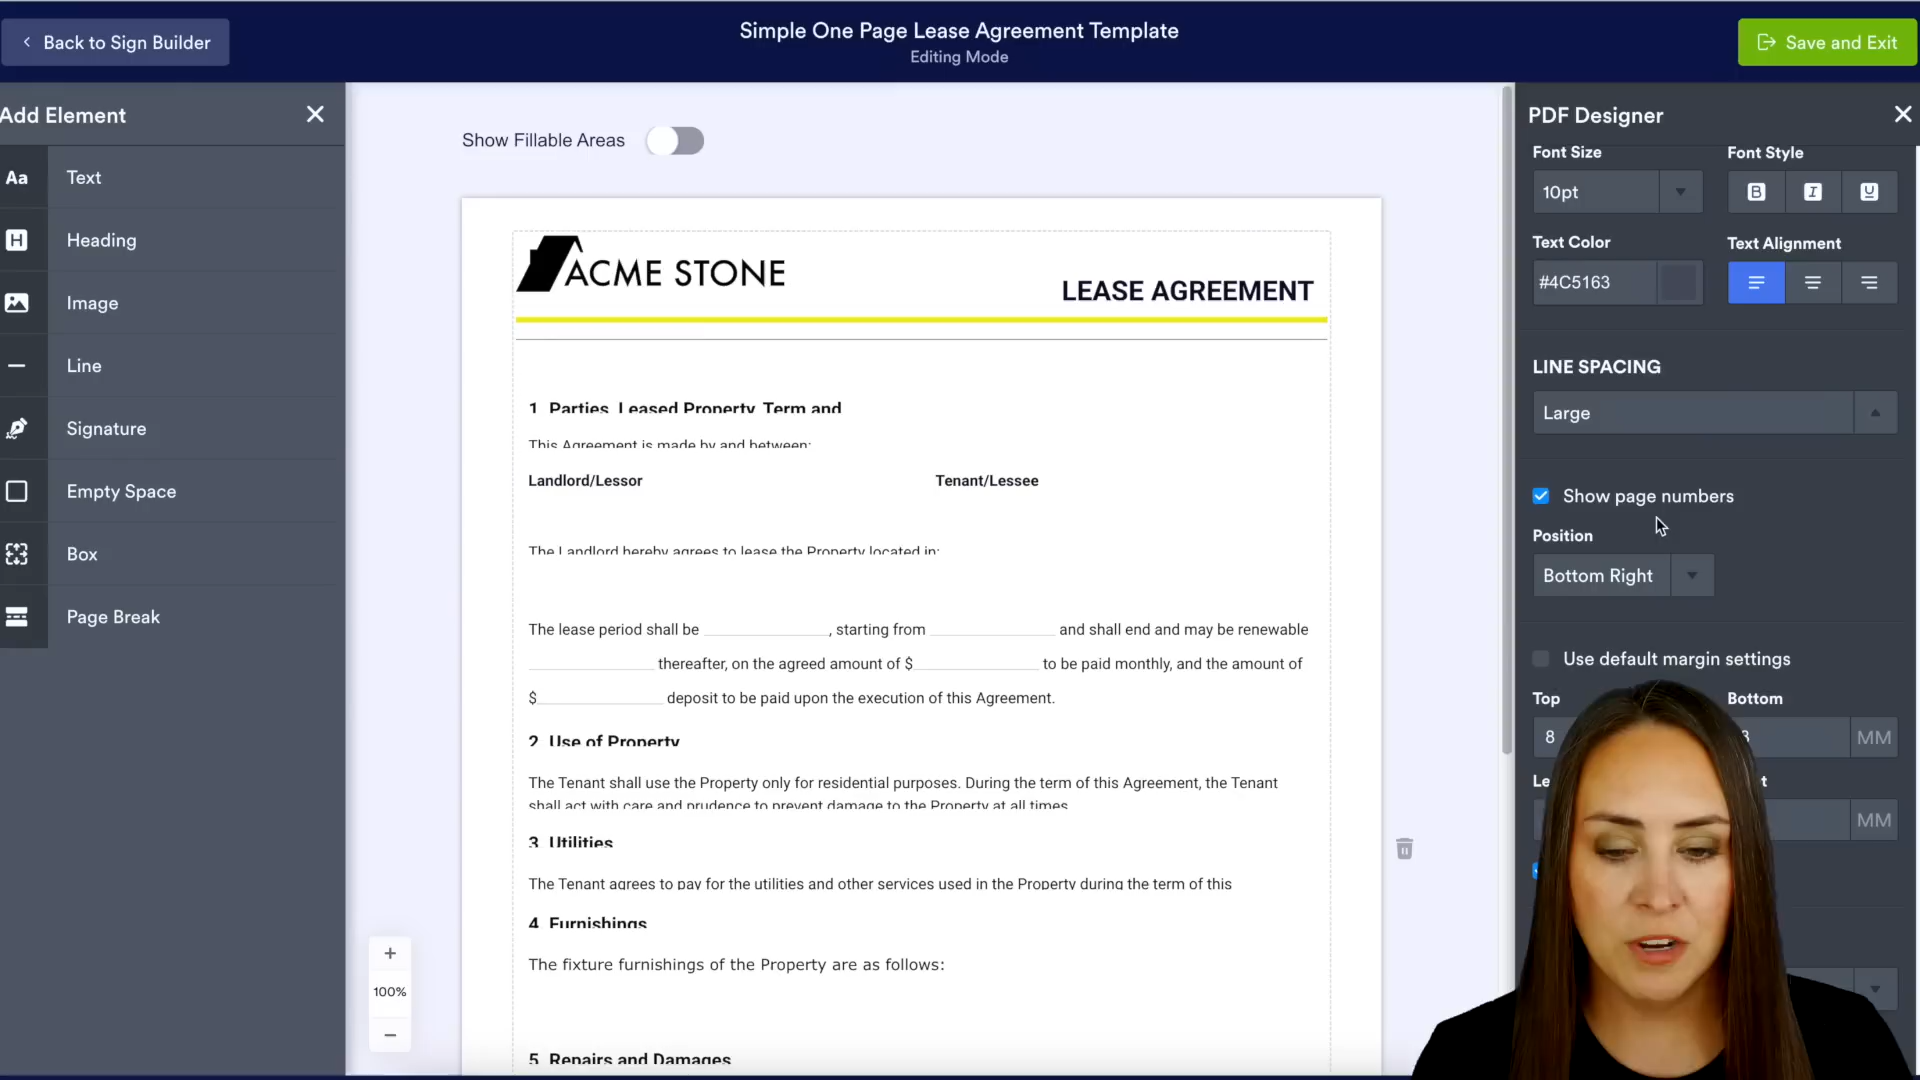 Back to Sign Builder
Simple One Page Lease Agreement Template
Editing Mode
Save and Exit
Add Element
Aa Text
H Heading
Image
Line
Signature
Empty Space
Box
Page Break
Show Fillable Areas
ACME STONE
LEASE AGREEMENT
1. Parties, Leased Property, Term and
This Agreement is made by and between:
Landlord/Lessor Tenant/Lessee
The Landlord hereby agrees to lease the Property located in:
The lease period shall be , starting from and shall end and may be renewable
thereafter, on the agreed amount of $ to be paid monthly, and the amount of
$ deposit to be paid upon the execution of this Agreement.
2. Use of Property
The Tenant shall use the Property only for residential purposes. During the term of this Agreement, the Tenant
shall act with care and prudence to prevent damage to the Property at all times.
3. Utilities
The Tenant agrees to pay for the utilities and other services used in the Property during the term of this
4. Furnishings
The fixture furnishings of the Property are as follows:
5. Repairs and Damages
+
100%
−
PDF Designer
Font Size Font Style
10pt B I U
Text Color Text Alignment
#4C5163
LINE SPACING
Large
Show page numbers
Position
Bottom Right
Use default margin settings
Top Bottom
8 MM
MM